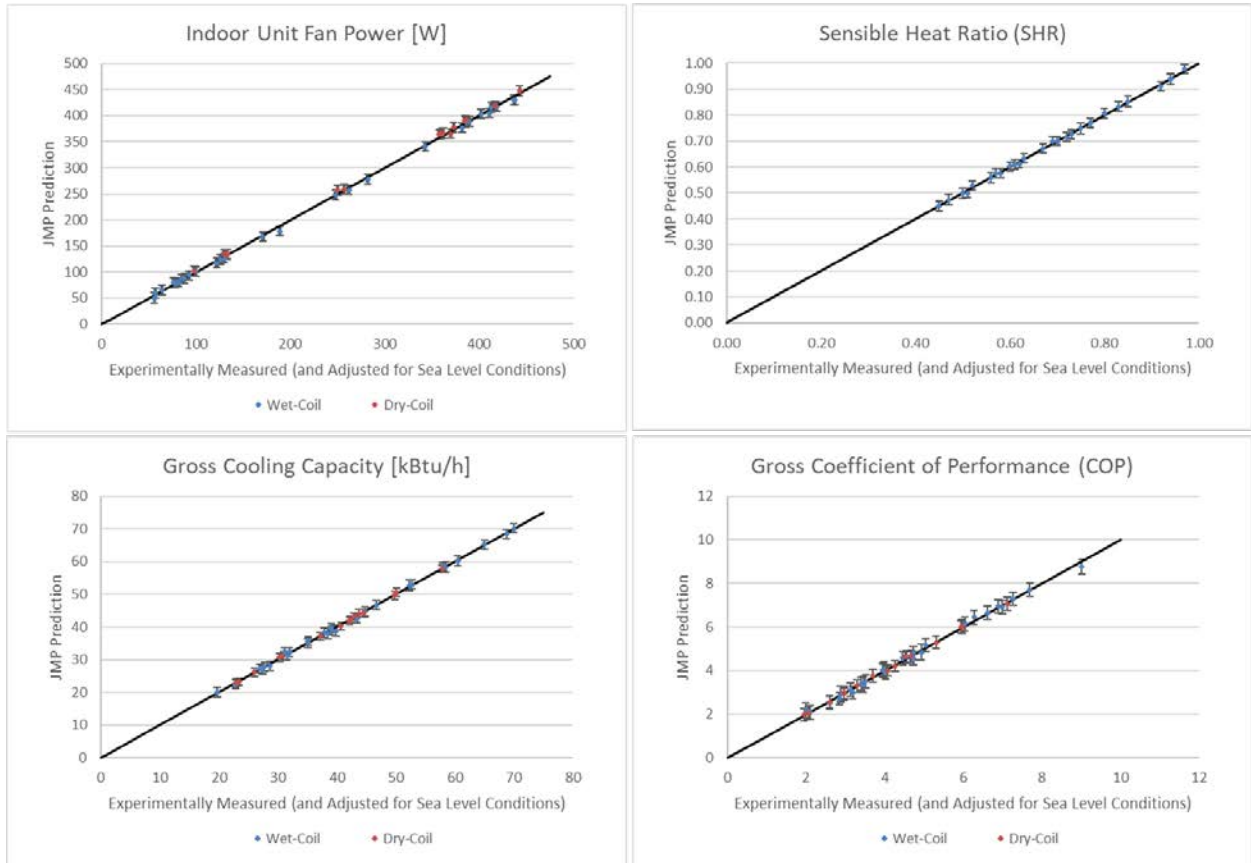 Indoor Unit Fan Power [W]
500
450
400
350
300
250
200
150
100
50
0
JMP Prediction
0 100 200 300 400 500
Experimentally Measured (and Adjusted for Sea Level Conditions)
Wet-Coil Dry-Coil
Sensible Heat Ratio (SHR)
1.00
0.90
0.80
0.70
0.60
0.50
0.40
0.30
0.20
0.10
0.00
JMP Prediction
0.00 0.20 0.40 0.60 0.80 1.00
Experimentally Measured (and Adjusted for Sea Level Conditions)
Gross Cooling Capacity [kBtu/h]
80
70
60
50
40
30
20
10
0
JMP Prediction
0 10 20 30 40 50 60 70 80
Experimentally Measured (and Adjusted for Sea Level Conditions)
Wet-Coil Dry-Coil
Gross Coefficient of Performance (COP)
12
10
8
6
4
2
0
JMP Prediction
0 2 4 6 8 10 12
Experimentally Measured (and Adjusted for Sea Level Conditions)
Wet-Coil Dry-Coil